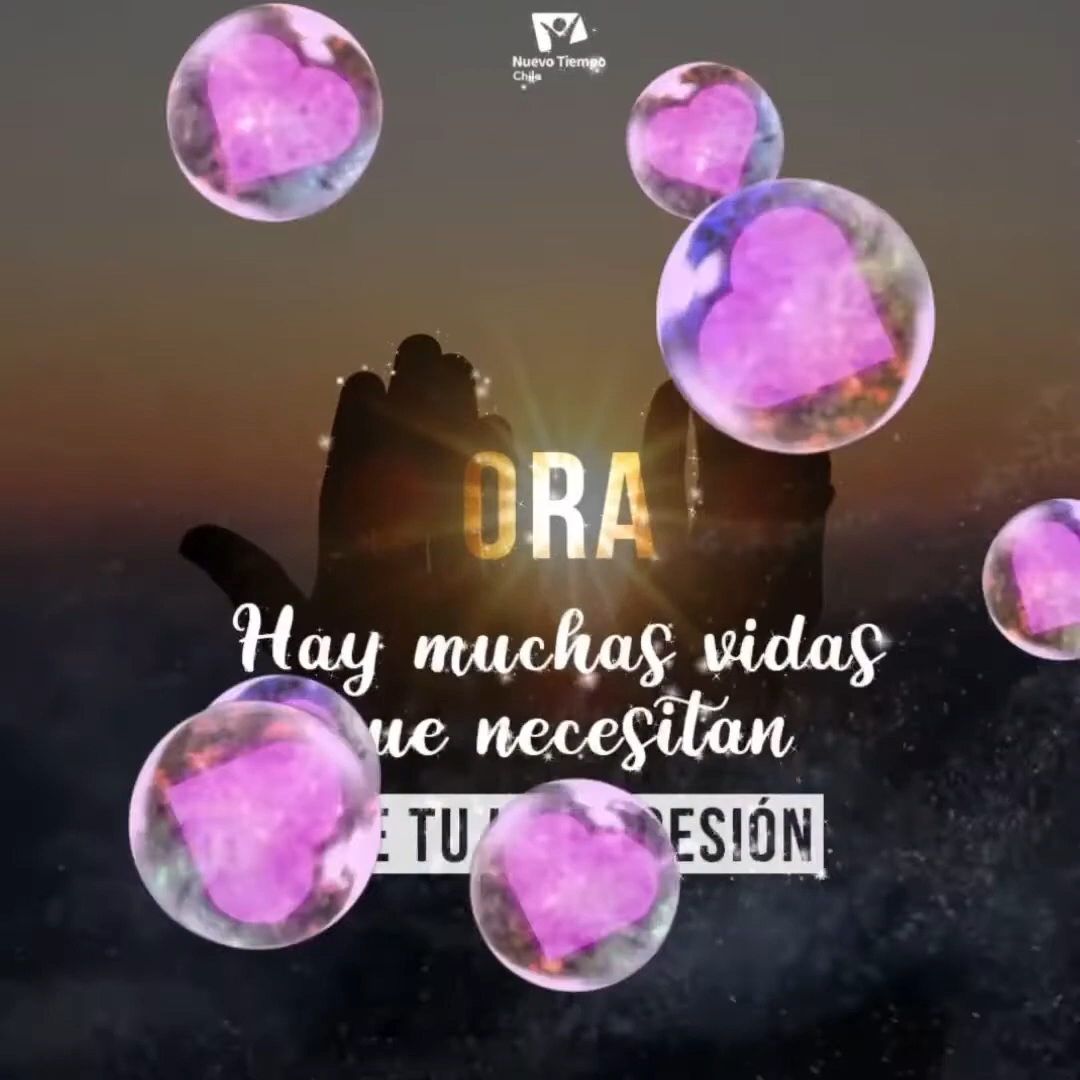 Nuevo Tiempo
Chile
ORA
Hay muchas vidas
necesitan
TU